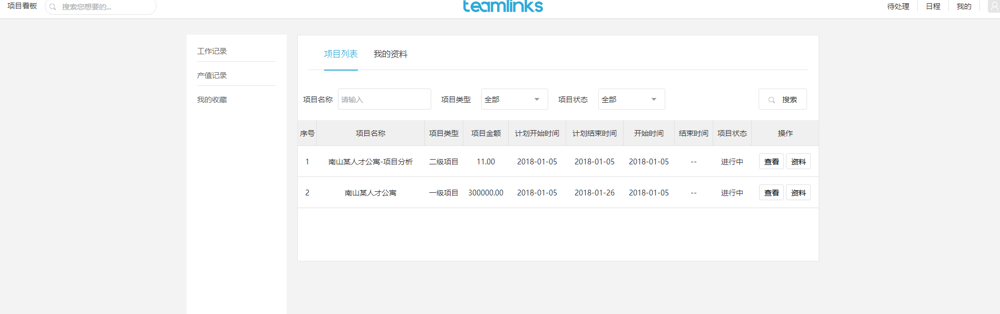 项目看板 搜索您想要的... teamlinks 待处理 日程 我的
工作记录
产值记录
我的收藏
项目列表 我的资料
项目名称 请输入 项目类型 全部 项目状态 全部 搜索
序号 项目名称 项目类型 项目金额 计划开始时间 计划结束时间 开始时间 结束时间 项目状态 操作
1 南山某人才公寓-项目分析 二级项目 11.00 2018-01-05 2018-01-05 2018-01-05 -- 进行中 查看 资料
2 南山某人才公寓 一级项目 300000.00 2018-01-05 2018-01-26 2018-01-05 -- 进行中 查看 资料